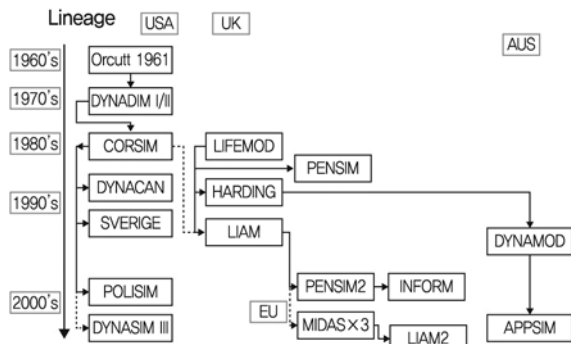 Lineage USA UK
AUS
1960's Orcutt 1961
1970's DYNADIM I/II
1980's CORSIM LIFEMOD
PENSIM
DYNACAN HARDING
1990's
SVERIGE LIAM DYNAMOD
POLISIM PENSIM2 INFORM
2000's EU
DYNASIM III MIDAS×3 LIAM2 APPSIM